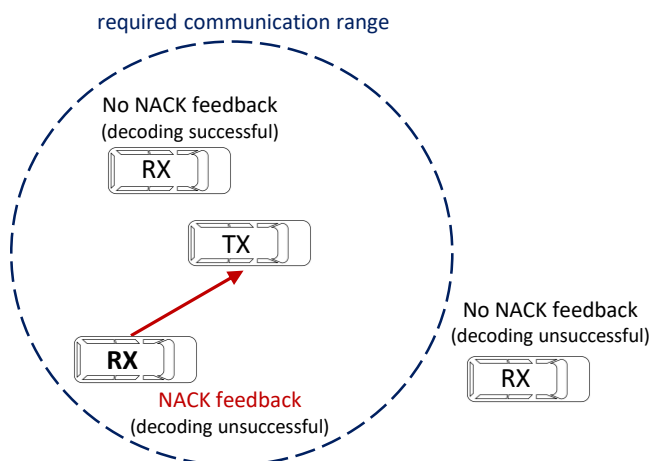 required communication range
No NACK feedback
(decoding successful)
RX
TX
No NACK feedback
(decoding unsuccessful)
RX
RX
NACK feedback
(decoding unsuccessful)